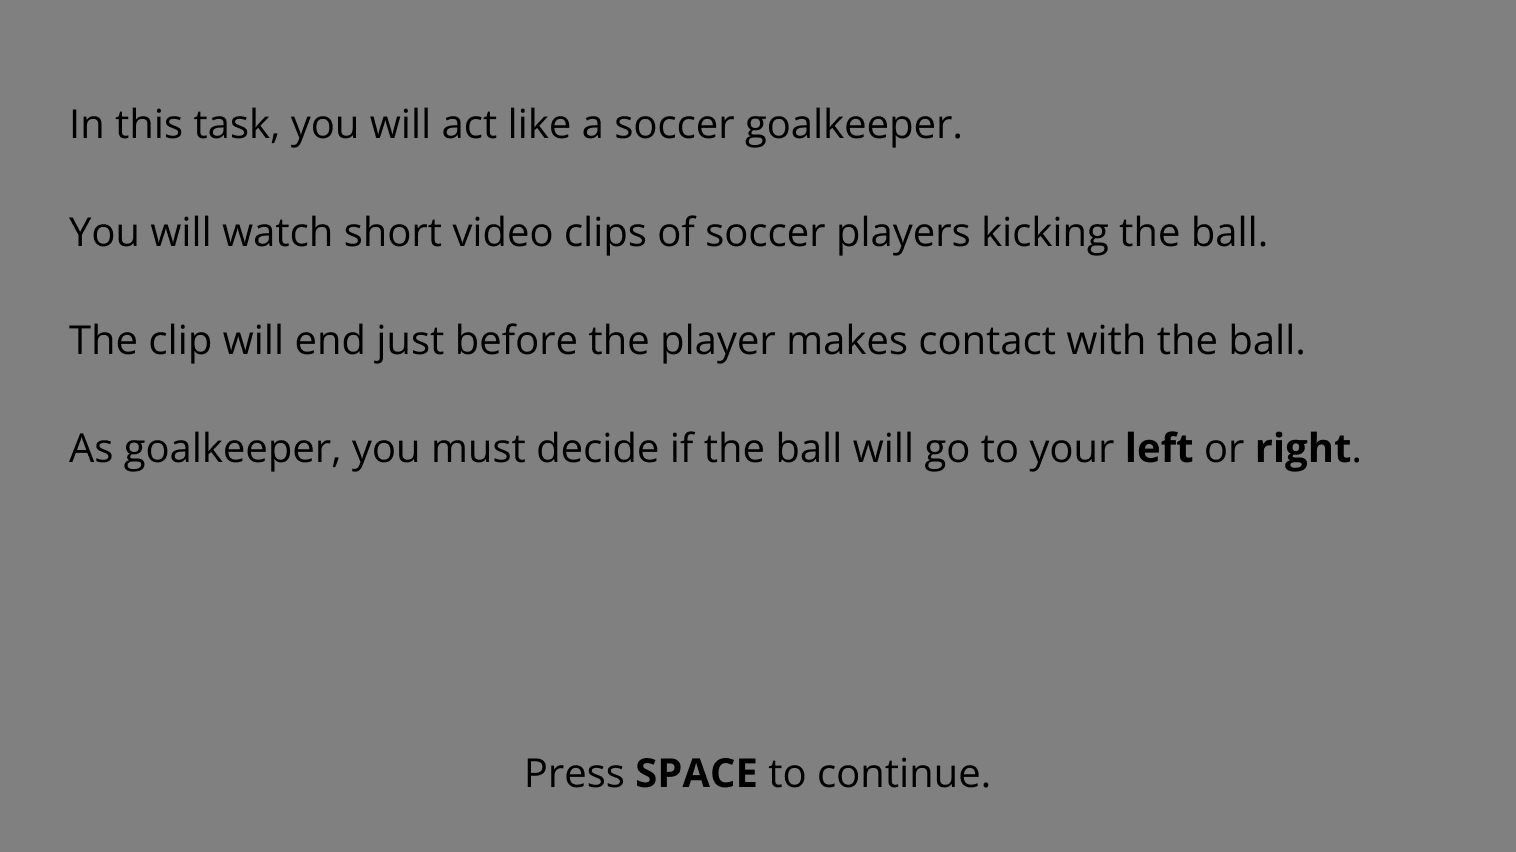 In this task, you will act like a soccer goalkeeper.
You will watch short video clips of soccer players kicking the ball.
The clip will end just before the player makes contact with the ball.
As goalkeeper, you must decide if the ball will go to your left or right.
Press SPACE to continue.